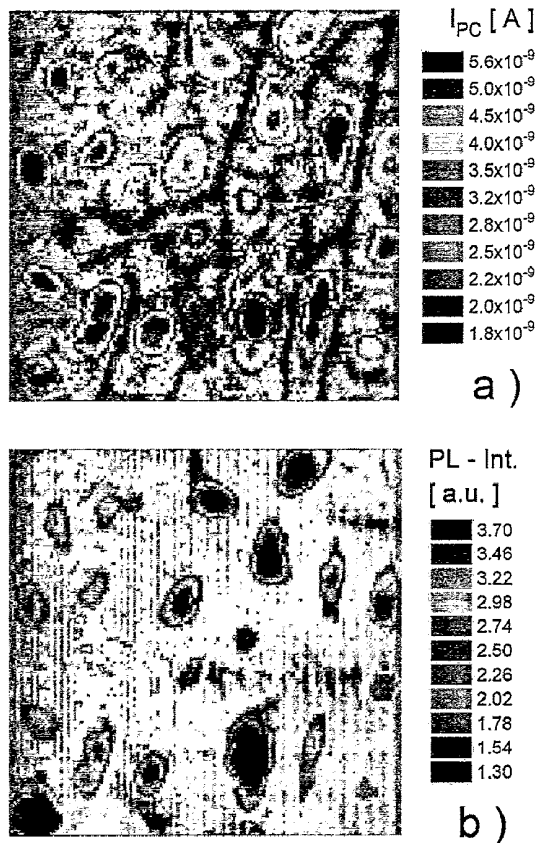 I_PC [ A ]
5.6x10⁻⁹
5.0x10⁻⁹
4.5x10⁻⁹
4.0x10⁻⁹
3.5x10⁻⁹
3.2x10⁻⁹
2.8x10⁻⁹
2.5x10⁻⁹
2.2x10⁻⁹
2.0x10⁻⁹
1.8x10⁻⁹
a )
PL - Int.
[ a.u. ]
3.70
3.46
3.22
2.98
2.74
2.50
2.26
2.02
1.78
1.54
1.30
b )